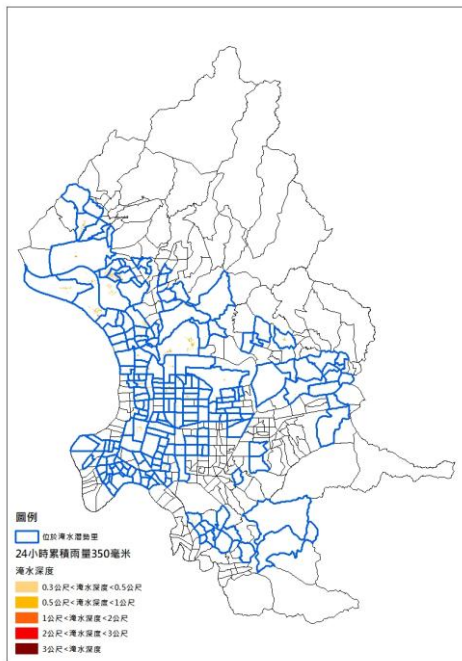 圖例
位於淹水潛勢里
24小時累積雨量350毫米
淹水深度
0.3公尺<淹水深度<0.5公尺
0.5公尺<淹水深度<1公尺
1公尺<淹水深度<2公尺
2公尺<淹水深度<3公尺
3公尺<淹水深度